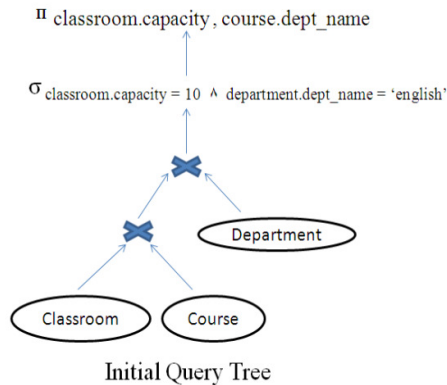 π classroom.capacity, course.dept_name
σ classroom.capacity = 10 ∧ department.dept_name = ‘english’
Department
Classroom
Course
Initial Query Tree